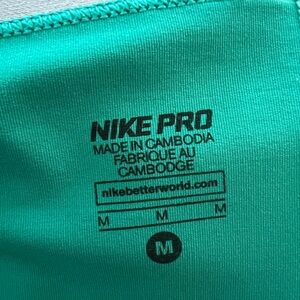 NIKE PRO
MADE IN CAMBODIA
FABRIQUE AU
CAMBODGE
nikebetterworld.com
M M M
M